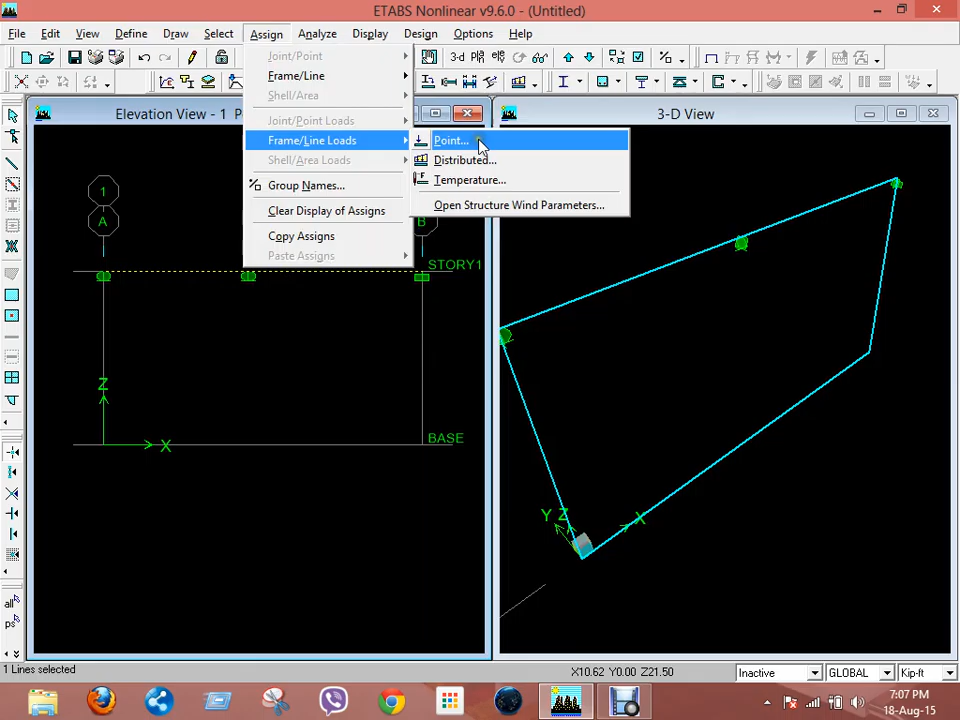 ETABS Nonlinear v9.6.0 - (Untitled)
File Edit View Define Draw Select Assign Analyze Display Design Options Help
Joint/Point
Frame/Line
Shell/Area
Joint/Point Loads
Frame/Line Loads
Shell/Area Loads
Group Names...
Clear Display of Assigns
Copy Assigns
Paste Assigns
Point...
Distributed...
Temperature...
Open Structure Wind Parameters...
3-d
Elevation View - 1
3-D View
1
A
B
STORY1
Z
X
BASE
Y
Z
X
all
ps
1 Lines selected
X10.62 Y0.00 Z21.50
Inactive
GLOBAL
Kip-ft
7:07 PM
18-Aug-15